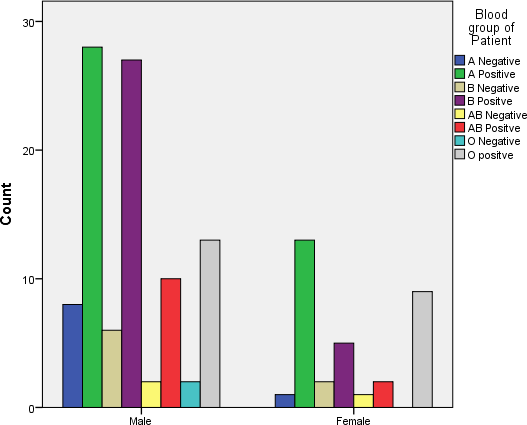 30
20
10
0
Count
Male
Female
Blood
group of
Patient
A Negative
A Positive
B Negative
B Positve
AB Negative
AB Positve
O Negative
O positve